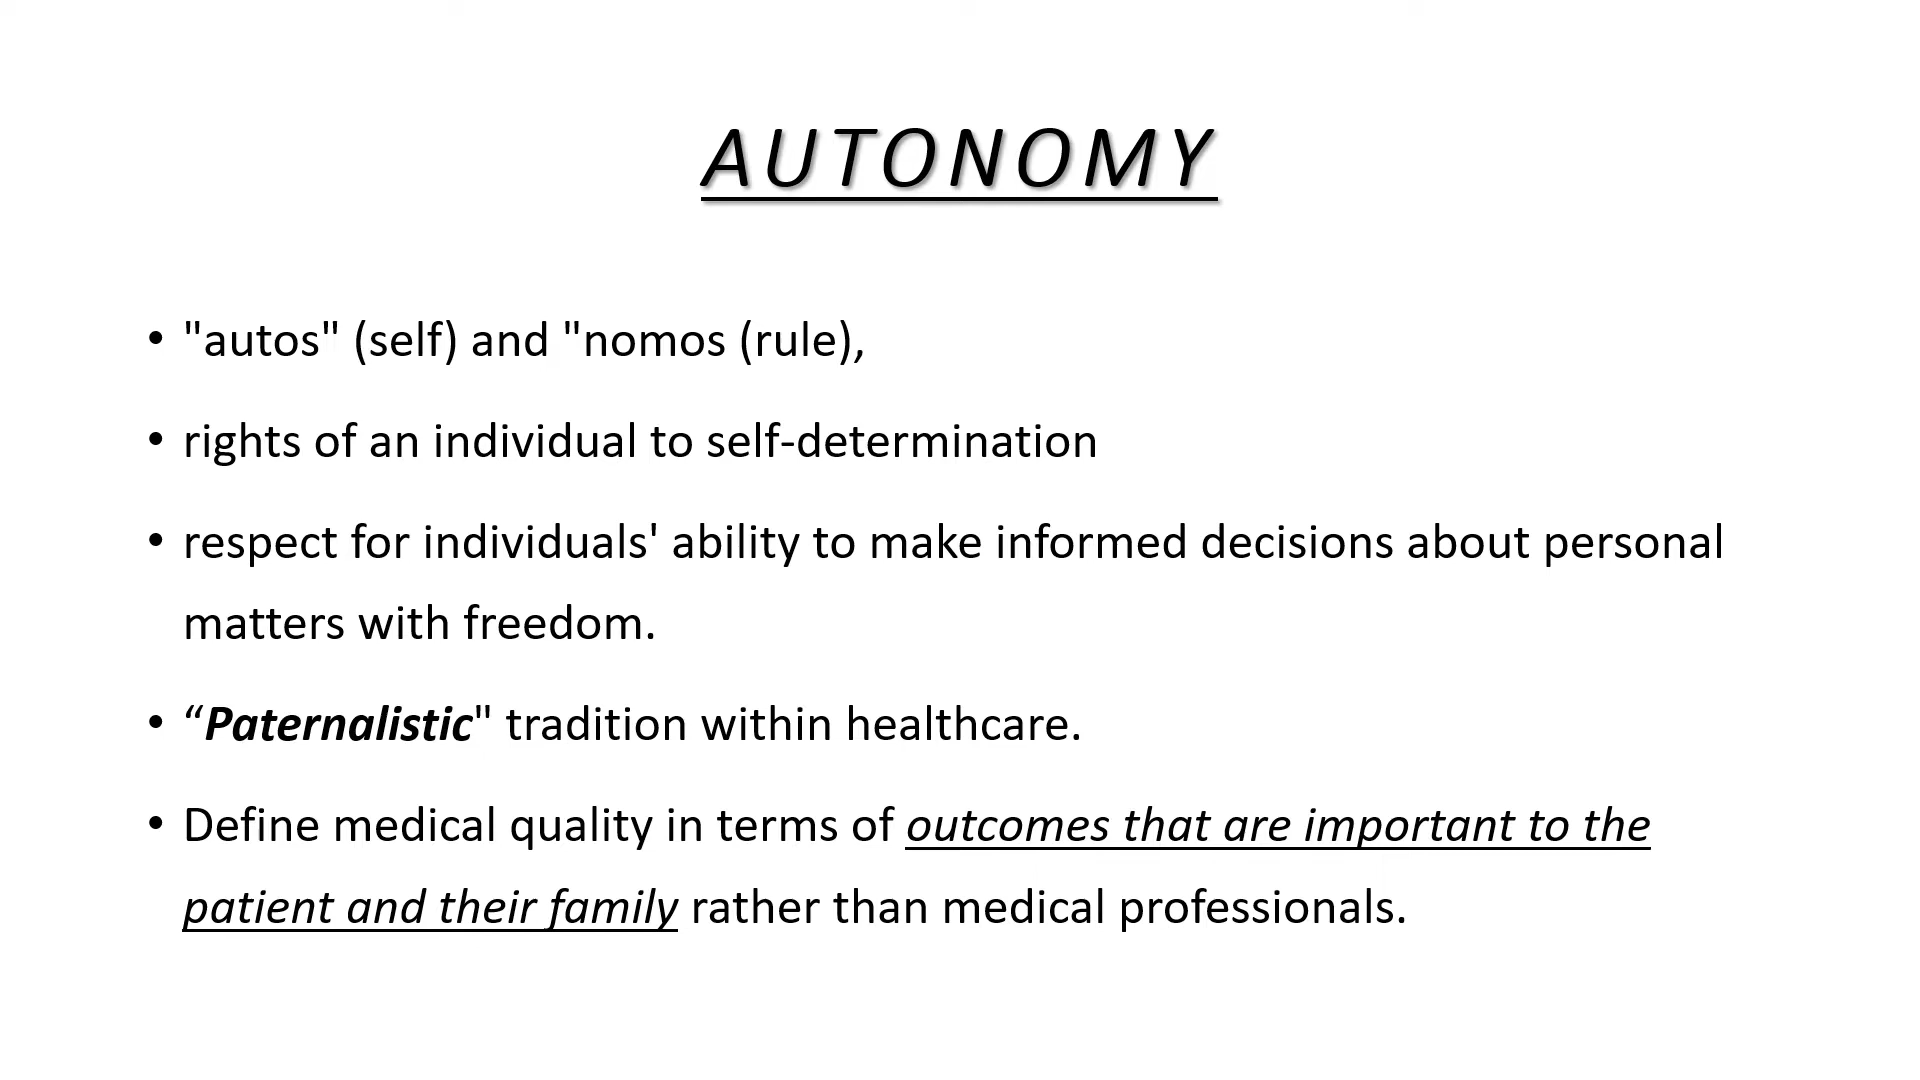 AUTONOMY
• "autos" (self) and "nomos (rule),
• rights of an individual to self-determination
• respect for individuals' ability to make informed decisions about personal
matters with freedom.
• “Paternalistic" tradition within healthcare.
• Define medical quality in terms of outcomes that are important to the
patient and their family rather than medical professionals.